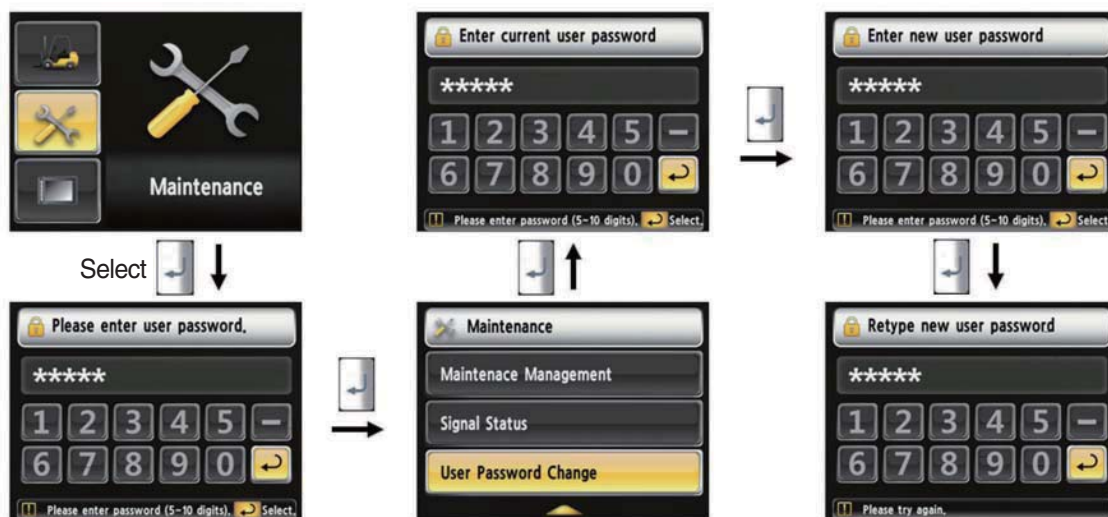 Maintenance
Select
Please enter user password.
*****
1 2 3 4 5 -
6 7 8 9 0
Please enter password (5-10 digits). Select.
Maintenance
Maintenace Management
Signal Status
User Password Change
Enter current user password
*****
1 2 3 4 5 -
6 7 8 9 0
Please enter password (5-10 digits). Select.
Enter new user password
*****
1 2 3 4 5 -
6 7 8 9 0
Please enter password (5-10 digits). Select
Retype new user password
*****
1 2 3 4 5 -
6 7 8 9 0
Please try again.